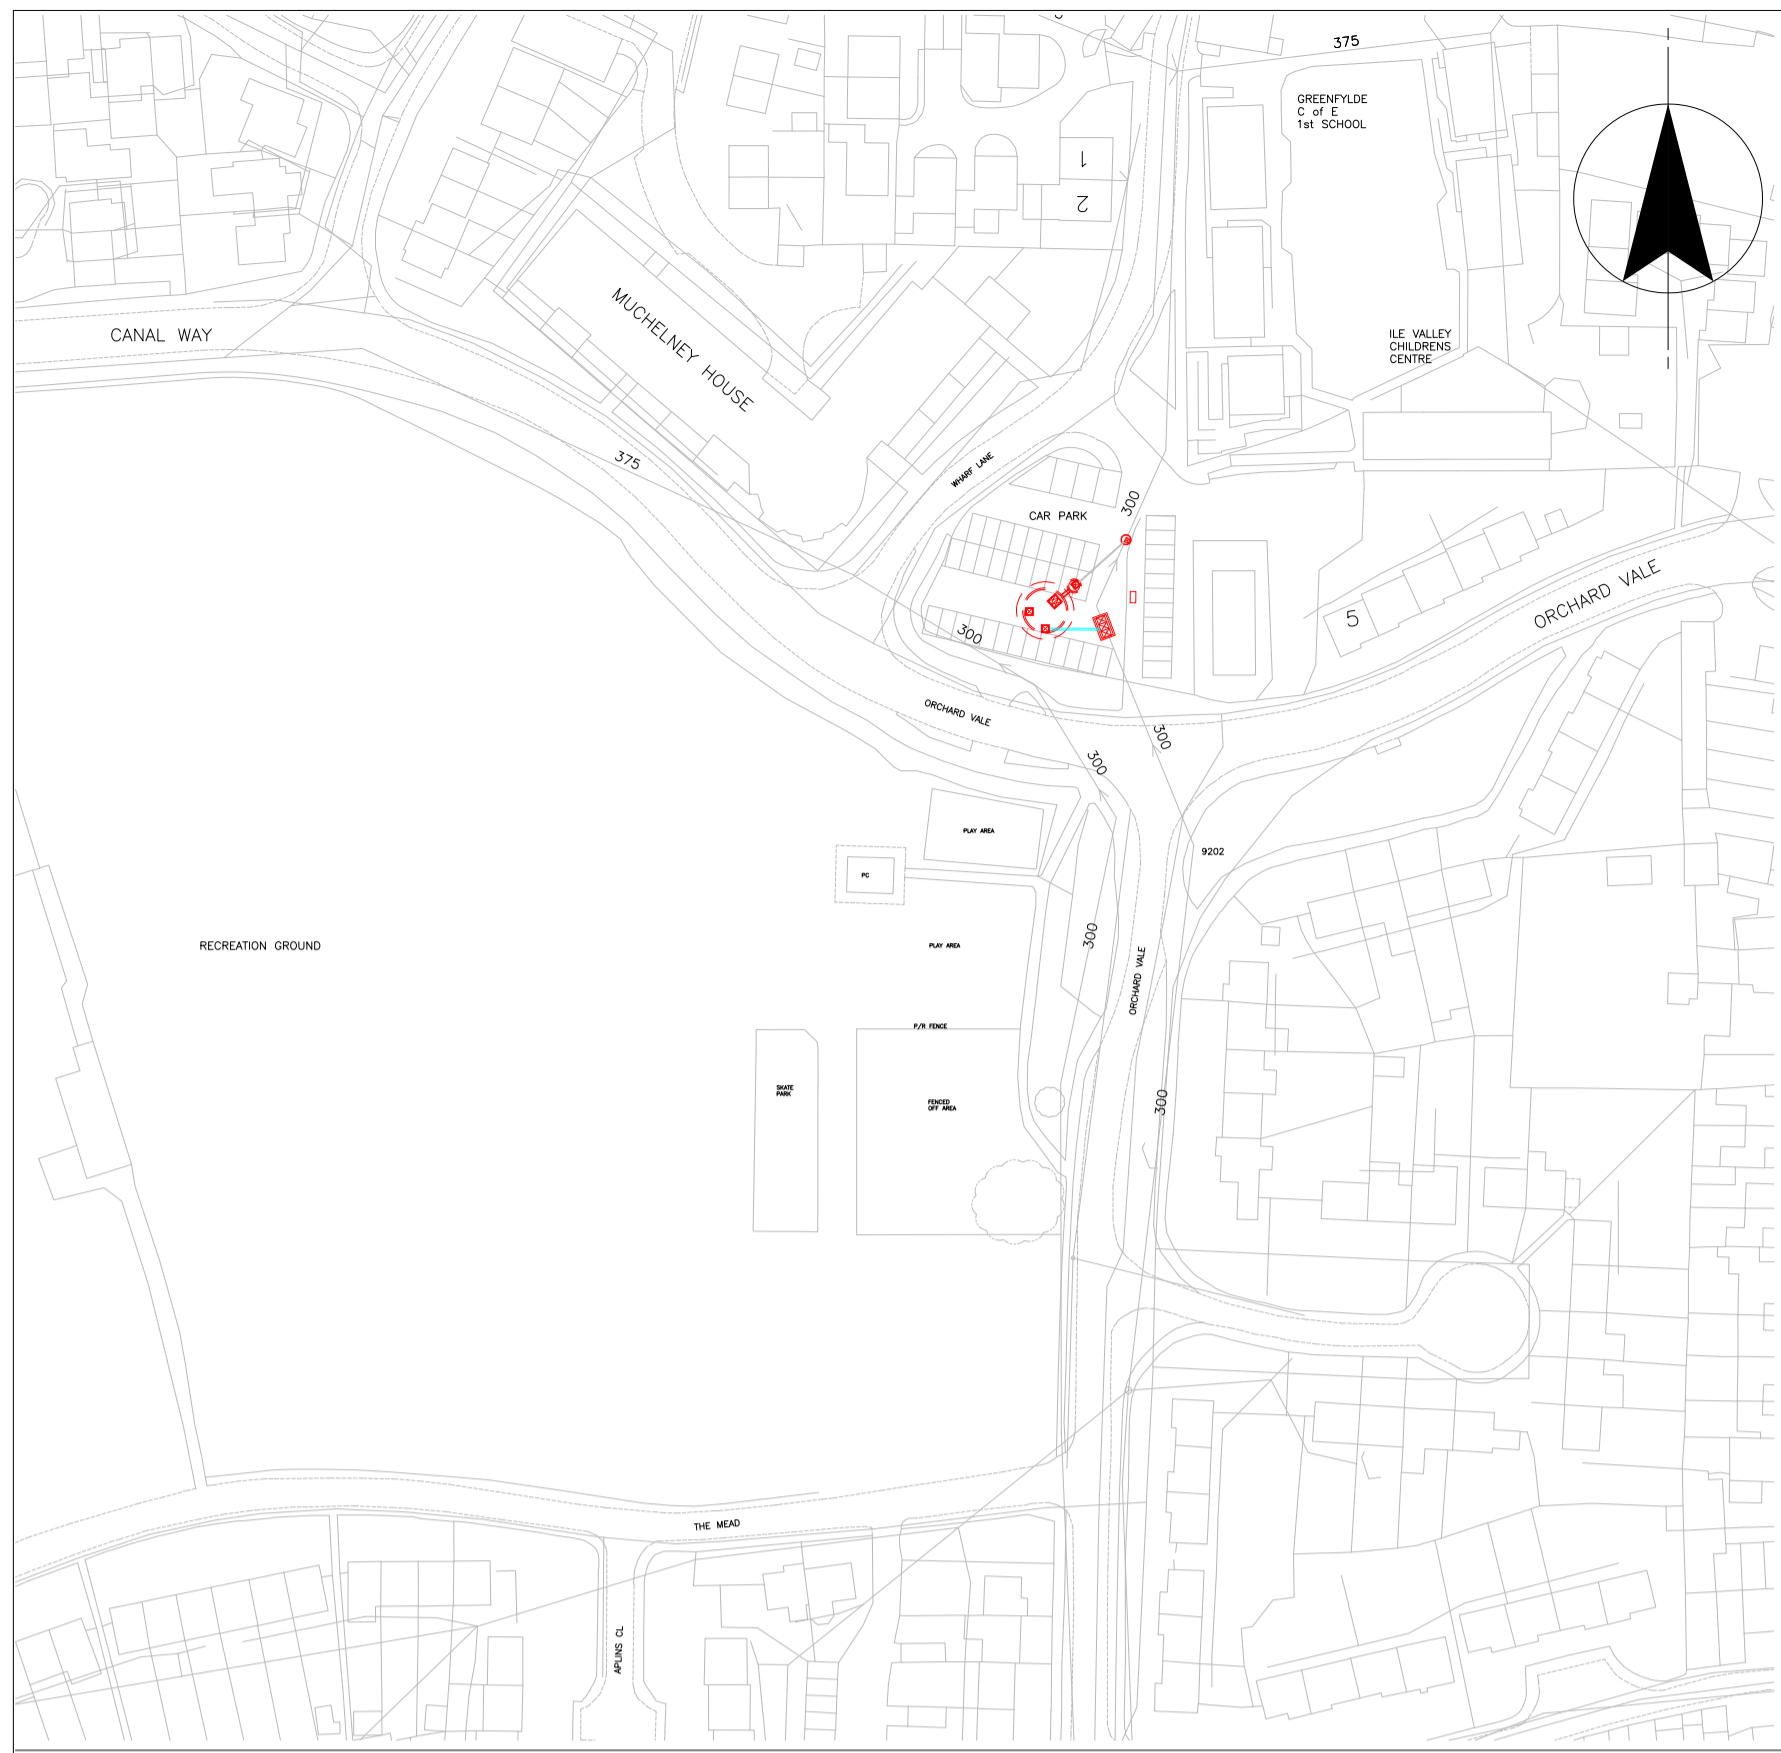 375
GREENFYLDE
C of E
1st SCHOOL
1
2
CANAL WAY
MUCHELNEY HOUSE
ILE VALLEY
CHILDRENS
CENTRE
375
WHARF LANE
300
CAR PARK
ORCHARD VALE
5
300
ORCHARD VALE
300
300
PLAY AREA
9202
PC
300
RECREATION GROUND
PLAY AREA
ORCHARD VALE
P/R FENCE
SKATE
PARK
FENCED
OFF AREA
300
THE MEAD
APLINS CL